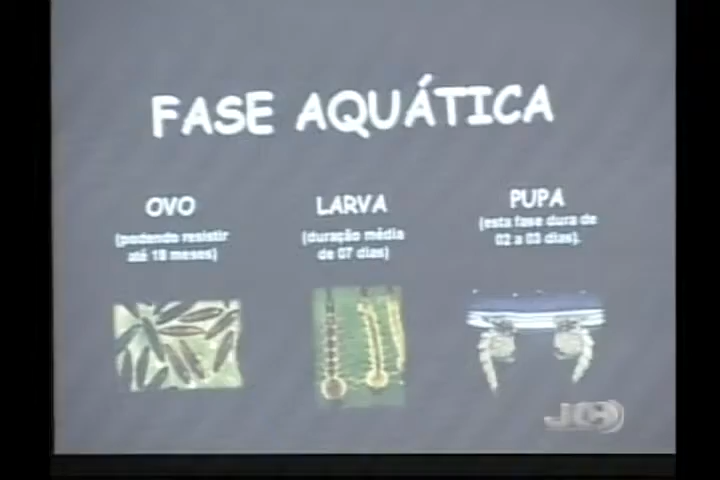 FASE AQUÁTICA
OVO
(podendo resistir
até 18 meses)
LARVA
(duração média
de 07 dias)
PUPA
(esta fase dura de
02 a 03 dias).
JC